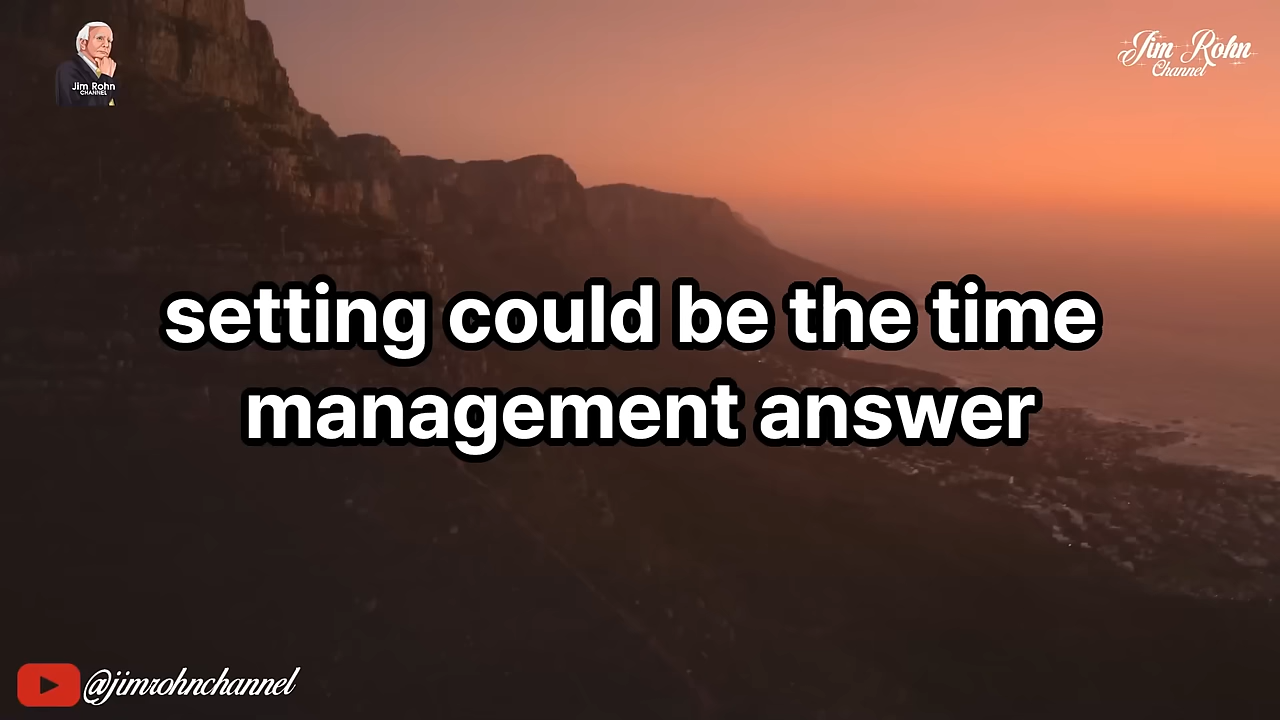 Jim Rohn
CHANNEL
Jim Rohn
Channel
setting could be the time
management answer
@jimrohnchannel